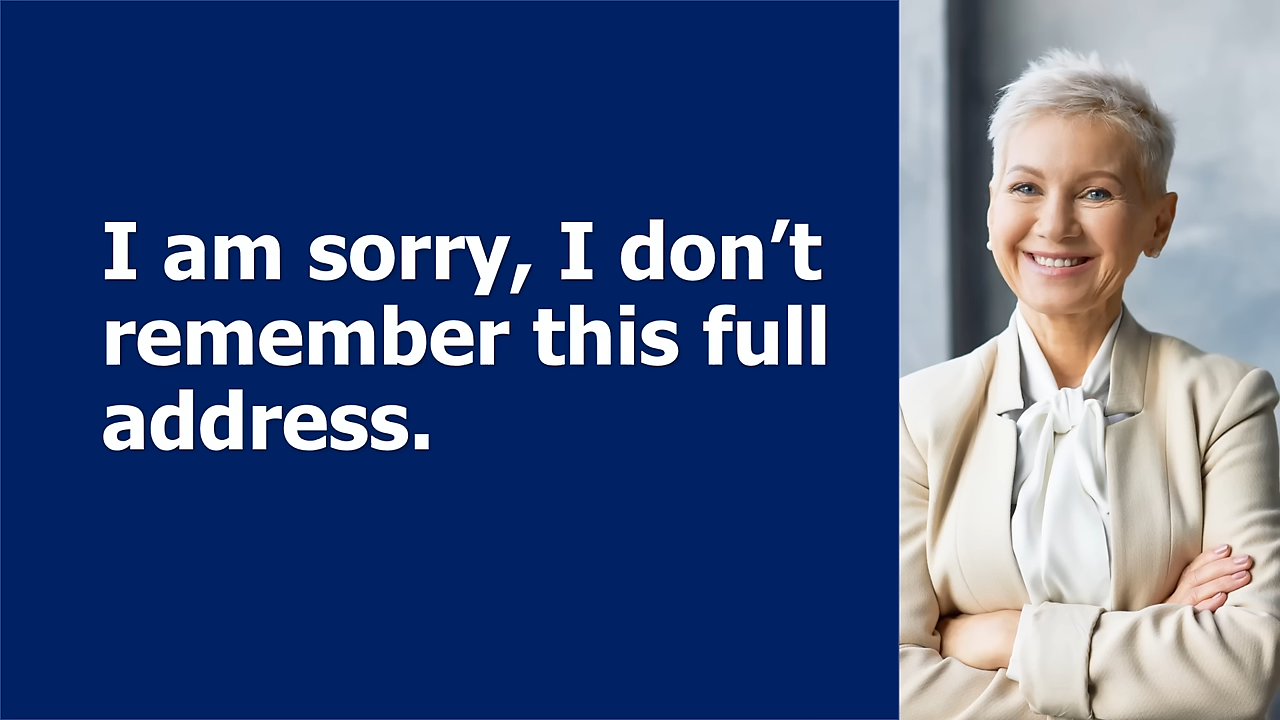 I am sorry, I don’t
remember this full
address.